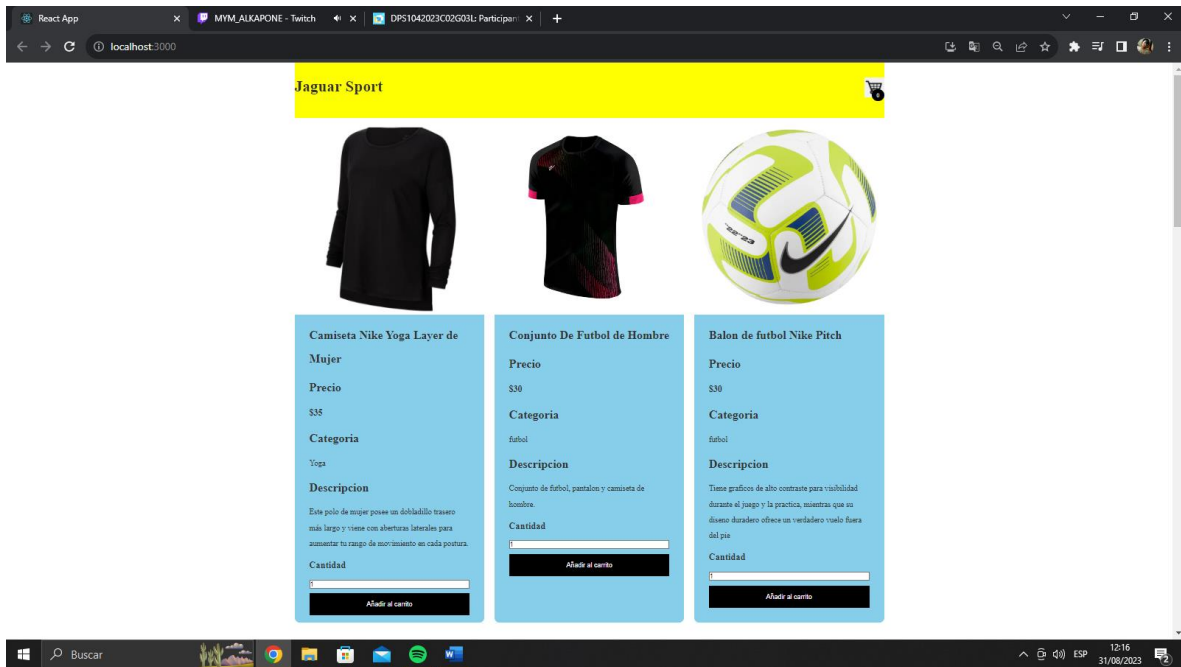 React App
MYM_ALKAPONE - Twitch
DPS1042023C02G03L: Participan
localhost:3000
Jaguar Sport
0
22-23
Camiseta Nike Yoga Layer de
Mujer
Precio
$35
Categoria
Yoga
Descripcion
Este polo de mujer posee un dobladillo trasero
más largo y viene con aberturas laterales para
aumentar tu rango de movimiento en cada postura.
Cantidad
1
Añadir al carrito
Conjunto De Futbol de Hombre
Precio
$30
Categoria
futbol
Descripcion
Conjunto de futbol, pantalon y camiseta de
hombre.
Cantidad
1
Añadir al carrito
Balon de futbol Nike Pitch
Precio
$30
Categoria
futbol
Descripcion
Tiene graficos de alto contraste para visibilidad
durante el juego y la practica, mientras que su
diseno duradero ofrece un verdadero vuelo fuera
del pie
Cantidad
1
Añadir al carrito
Buscar
ESP
12:16
31/08/2023
2